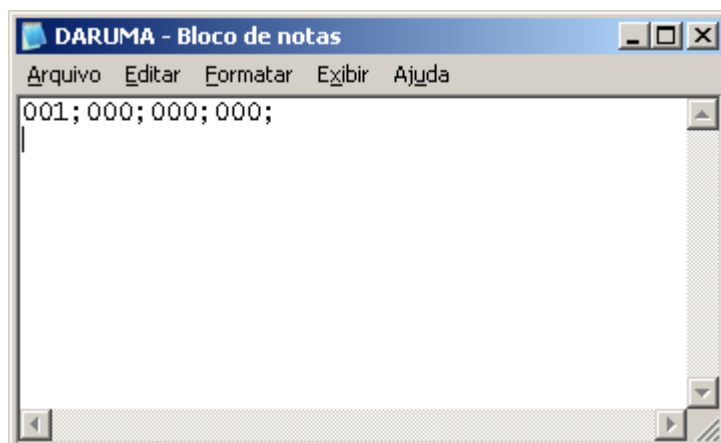 DARUMA - Bloco de notas
Arquivo Editar Formatar Exibir Ajuda
001;000;000;000;